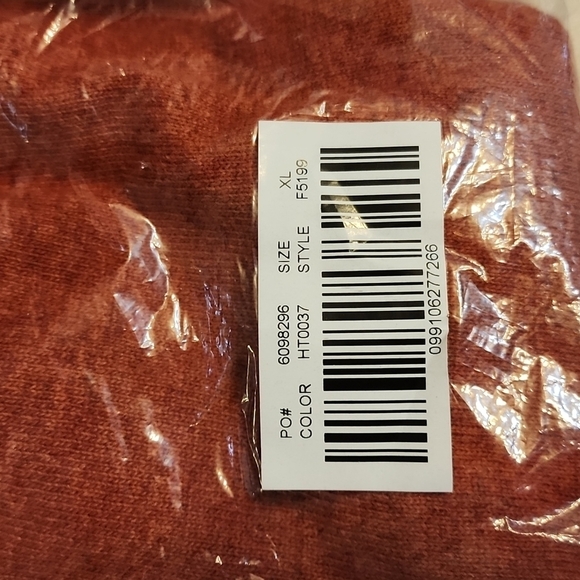 PO# 6098296 SIZE XL
COLOR HT0037 STYLE F5199
099106277266